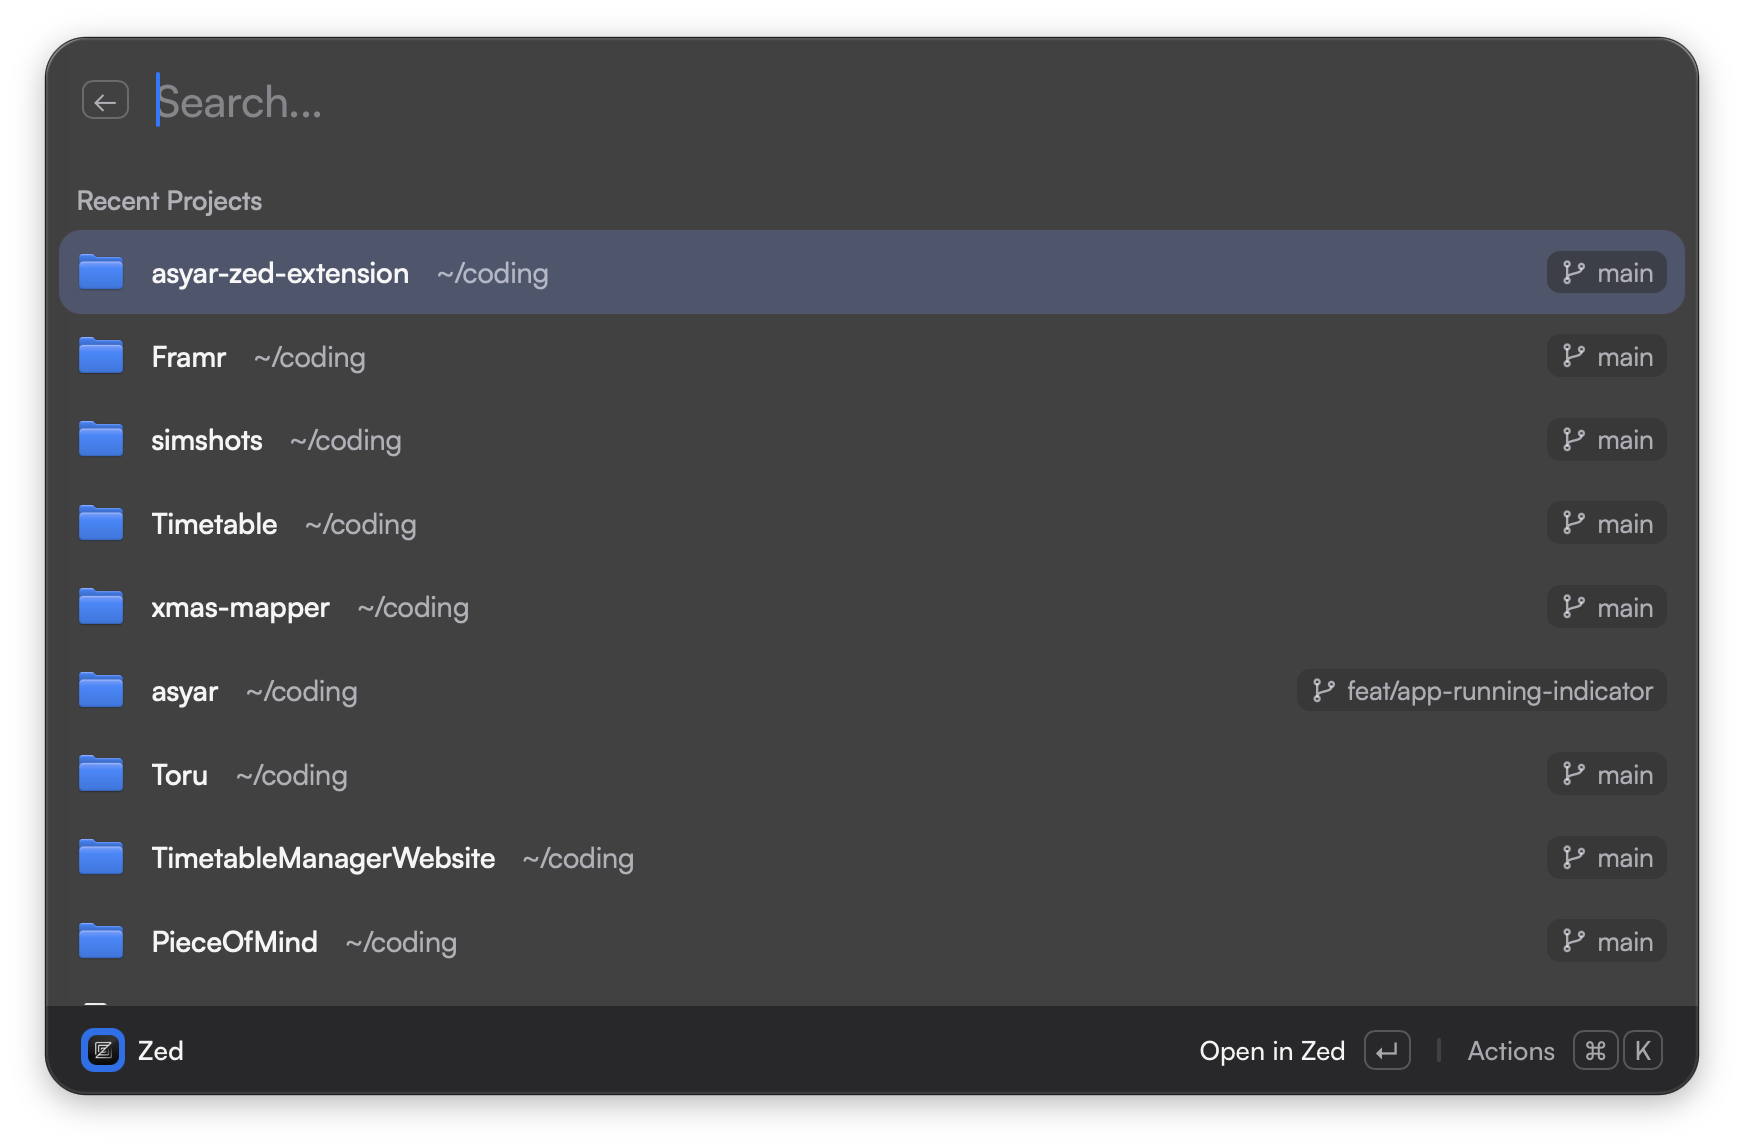 Search...
Recent Projects
asyar-zed-extension ~/coding main
Framr ~/coding main
simshots ~/coding main
Timetable ~/coding main
xmas-mapper ~/coding main
asyar ~/coding feat/app-running-indicator
Toru ~/coding main
TimetableManagerWebsite ~/coding main
PieceOfMind ~/coding main
Zed Open in Zed Actions ⌘ K